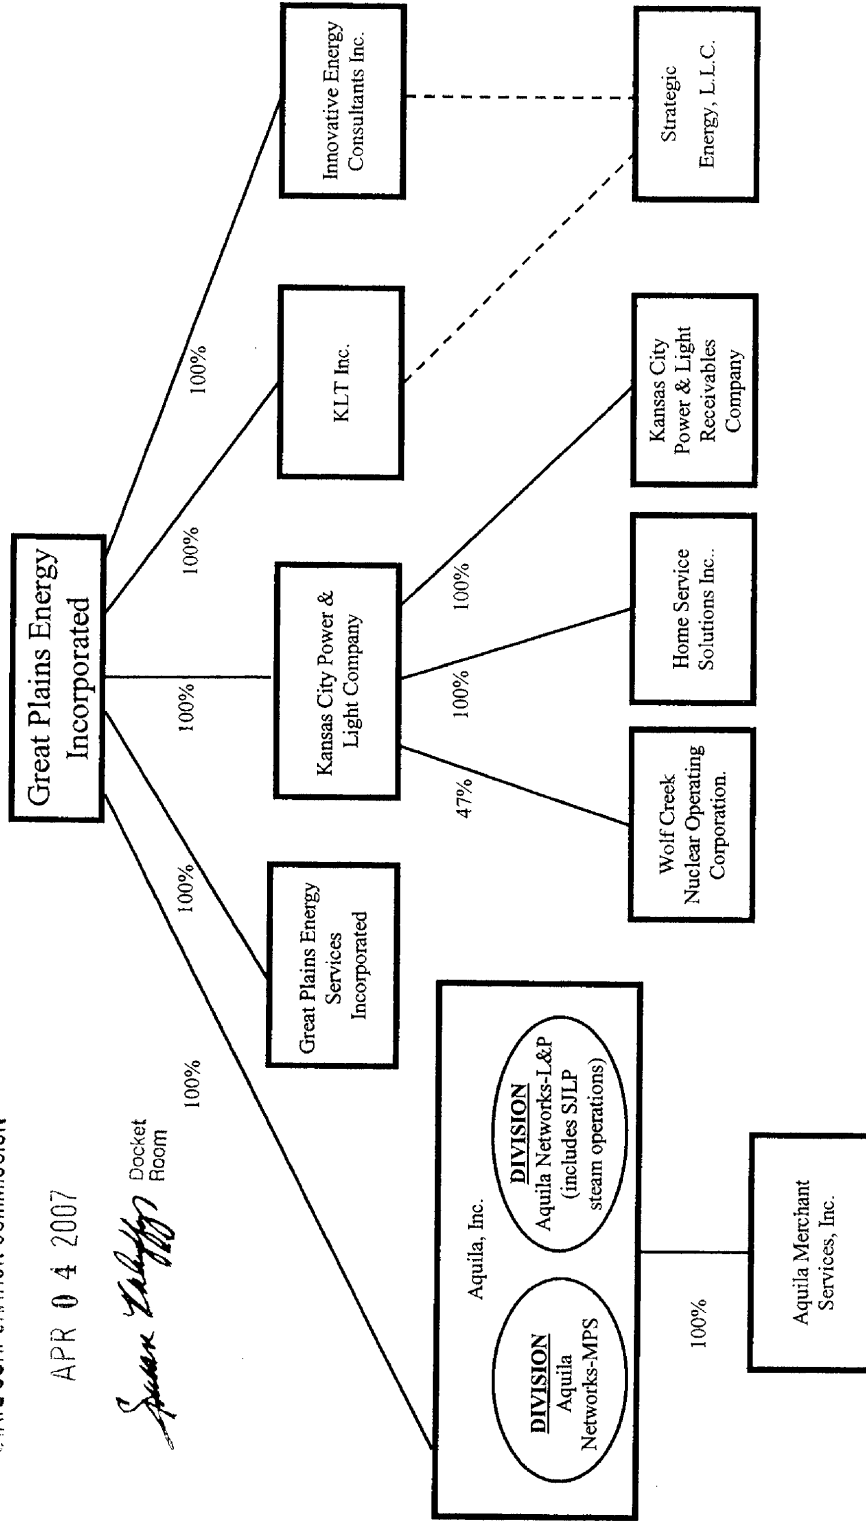 APR 0 4 2007
Docket
Room
Great Plains Energy
Incorporated
100%
100%
100%
100%
100%
Great Plains Energy
Services
Incorporated
Kansas City Power &
Light Company
KLT Inc.
Innovative Energy
Consultants Inc.
Aquila, Inc.
DIVISION
Aquila
Networks-MPS
DIVISION
Aquila Networks-L&P
(includes SJLP
steam operations)
47%
100%
100%
Wolf Creek
Nuclear Operating
Corporation.
Home Service
Solutions Inc..
Kansas City
Power & Light
Receivables
Company
Strategic
Energy, L.L.C.
100%
Aquila Merchant
Services, Inc.